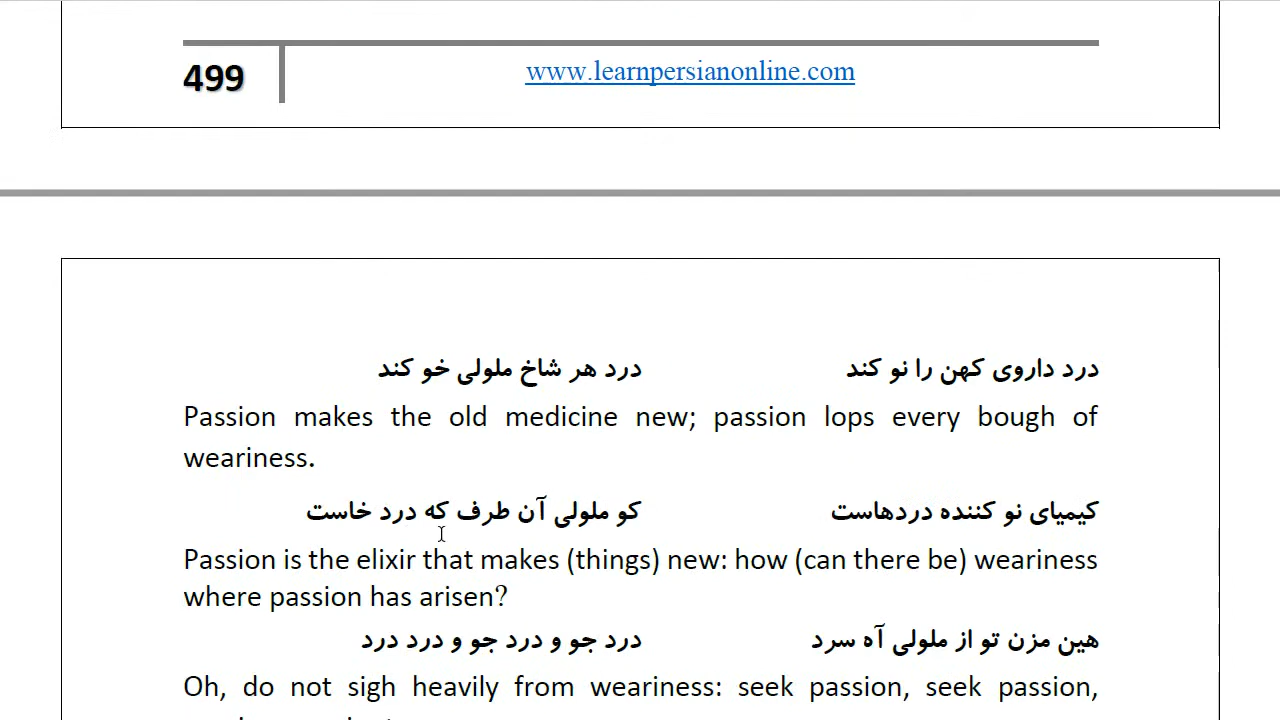 499
www.learnpersianonline.com
درد داروی کهن را نو کند درد هر شاخ ملولی خو کند
Passion makes the old medicine new; passion lops every bough of
weariness.
کیمیای نو کننده دردهاست کو ملولی آن طرف که درد خاست
Passion is the elixir that makes (things) new: how (can there be) weariness
where passion has arisen?
هین مزن تو از ملولی آه سرد درد جو و درد جو و درد درد
Oh, do not sigh heavily from weariness: seek passion, seek passion,